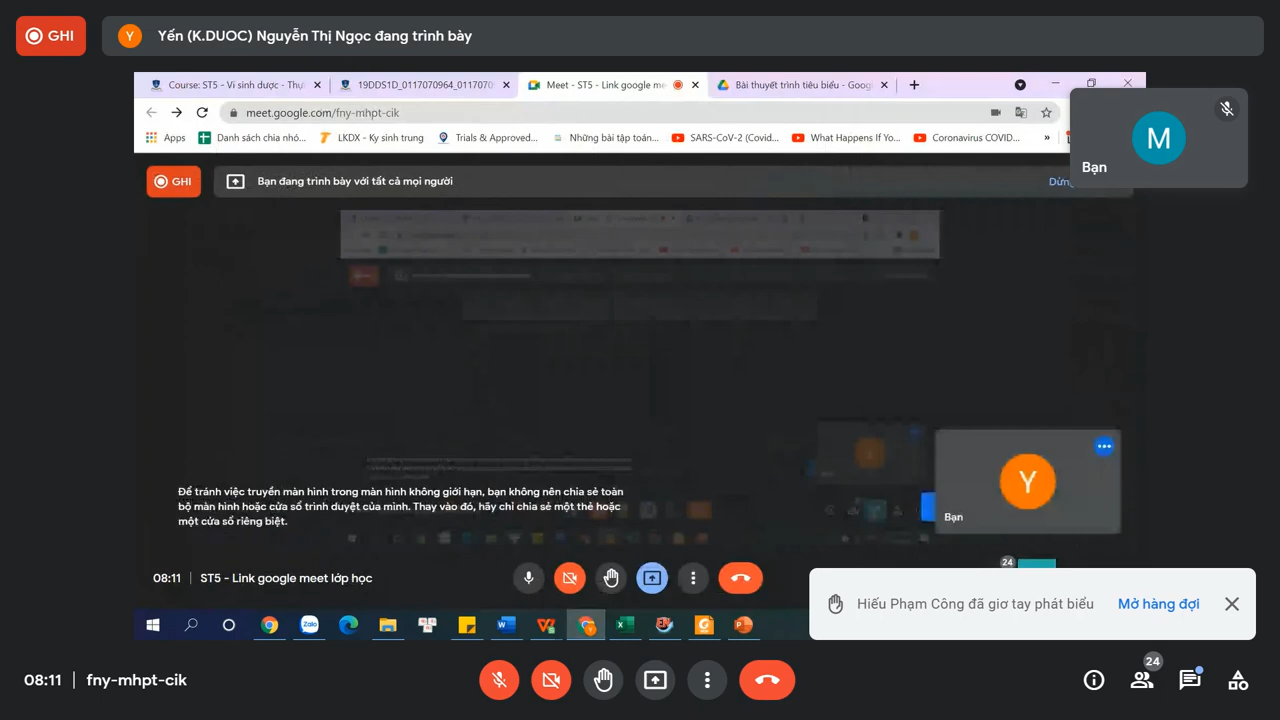 GHI
Y
Yến (K.DUOC) Nguyễn Thị Ngọc đang trình bày
Course: ST5 - Vi sinh dược - Thự
19DDS1D_0117070964_011707
Meet - ST5 - Link google me
Bài thuyết trình tiêu biểu - Goog
meet.google.com/fny-mhpt-cik
Apps
Danh sách chia nhó...
LKDX - Ky sinh trung
Trials & Approved...
Những bài tập toán...
SARS-CoV-2 (Covid...
What Happens If Yo...
Coronavirus COVID...
»
M
Bạn
GHI
Bạn đang trình bày với tất cả mọi người
Dừng
Y
Bạn
Để tránh việc truyền màn hình trong màn hình không giới hạn, bạn không nên chia sẻ toàn
bộ màn hình hoặc cửa sổ trình duyệt của mình. Thay vào đó, hãy chỉ chia sẻ một thẻ hoặc
một cửa sổ riêng biệt.
08:11
ST5 - Link google meet lớp học
24
Hiếu Phạm Công đã giơ tay phát biểu
Mở hàng đợi
Zalo
08:11
fny-mhpt-cik
24